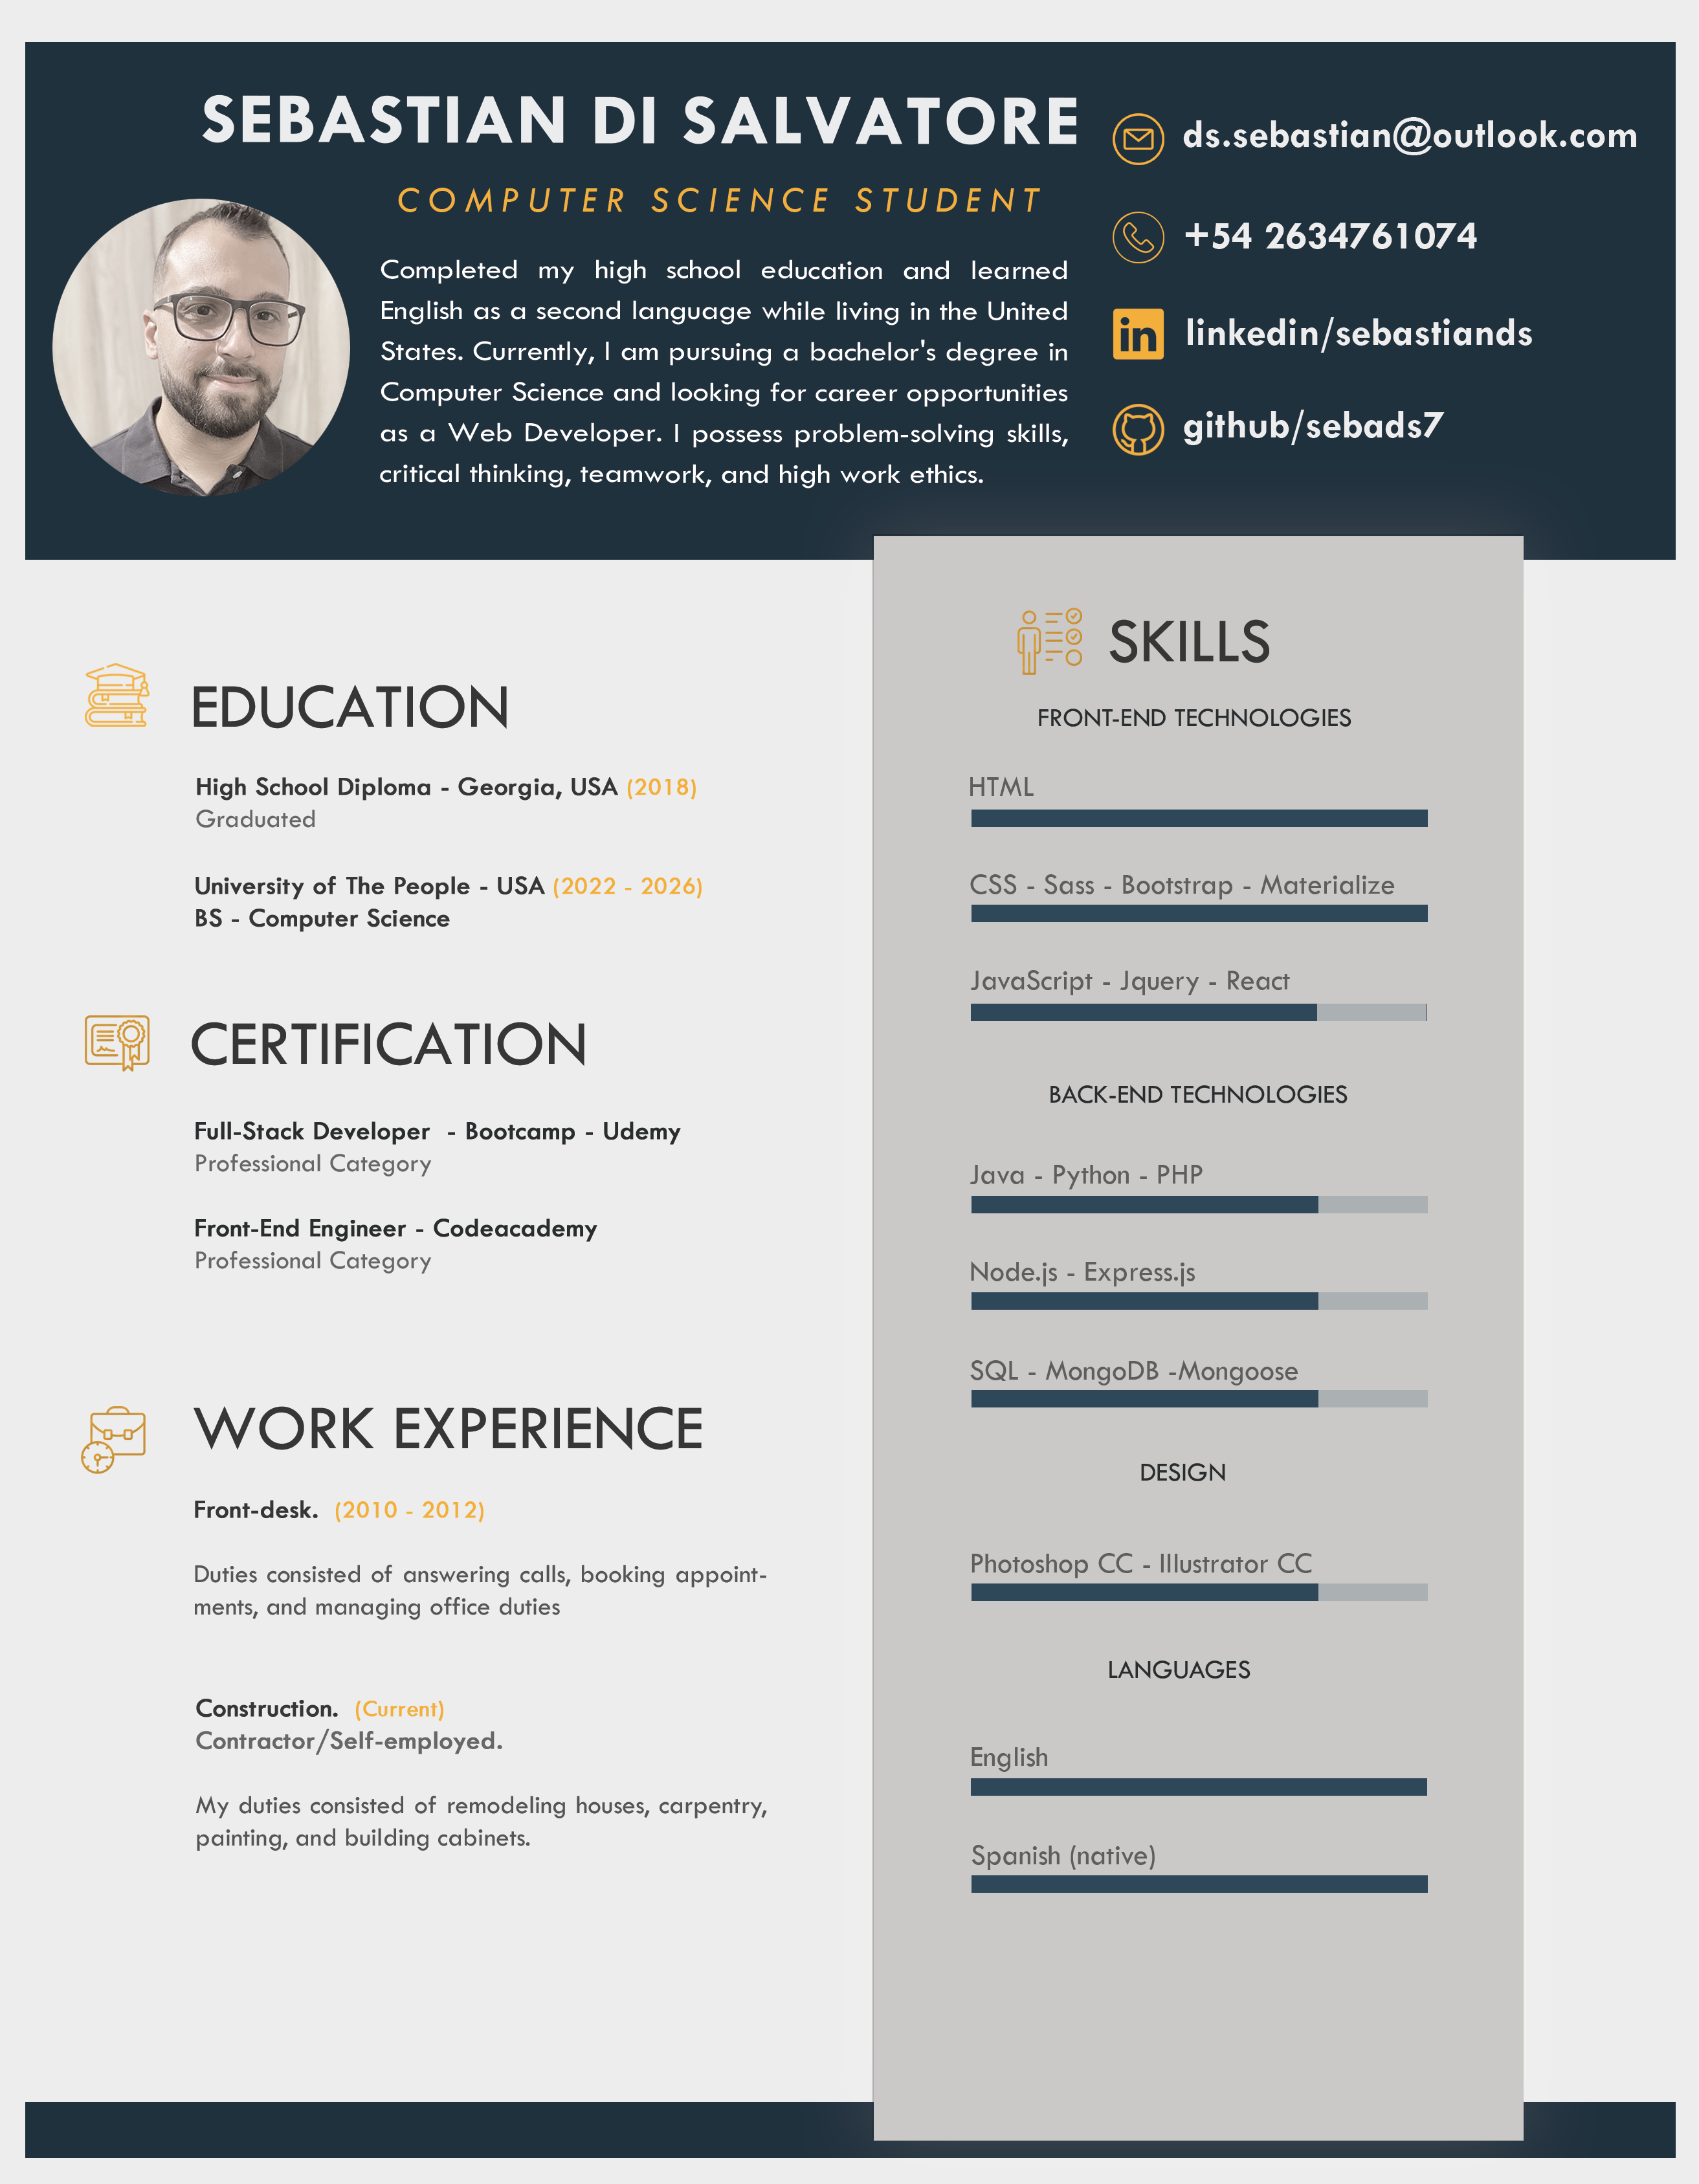 SEBASTIAN DI SALVATORE
COMPUTER SCIENCE STUDENT
Completed my high school education and learned
English as a second language while living in the United
States. Currently, I am pursuing a bachelor's degree in
Computer Science and looking for career opportunities
as a Web Developer. I possess problem-solving skills,
critical thinking, teamwork, and high work ethics.
ds.sebastian@outlook.com
+54 2634761074
in
linkedin/sebastiands
github/sebads7
EDUCATION
High School Diploma - Georgia, USA (2018)
Graduated
University of The People - USA (2022 - 2026)
BS - Computer Science
CERTIFICATION
Full-Stack Developer  - Bootcamp - Udemy
Professional Category
Front-End Engineer - Codeacademy
Professional Category
WORK EXPERIENCE
Front-desk.  (2010 - 2012)
Duties consisted of answering calls, booking appoint-
ments, and managing office duties
Construction.  (Current)
Contractor/Self-employed.
My duties consisted of remodeling houses, carpentry,
painting, and building cabinets.
SKILLS
FRONT-END TECHNOLOGIES
HTML
CSS - Sass - Bootstrap - Materialize
JavaScript - Jquery - React
BACK-END TECHNOLOGIES
Java - Python - PHP
Node.js - Express.js
SQL - MongoDB -Mongoose
DESIGN
Photoshop CC - Illustrator CC
LANGUAGES
English
Spanish (native)